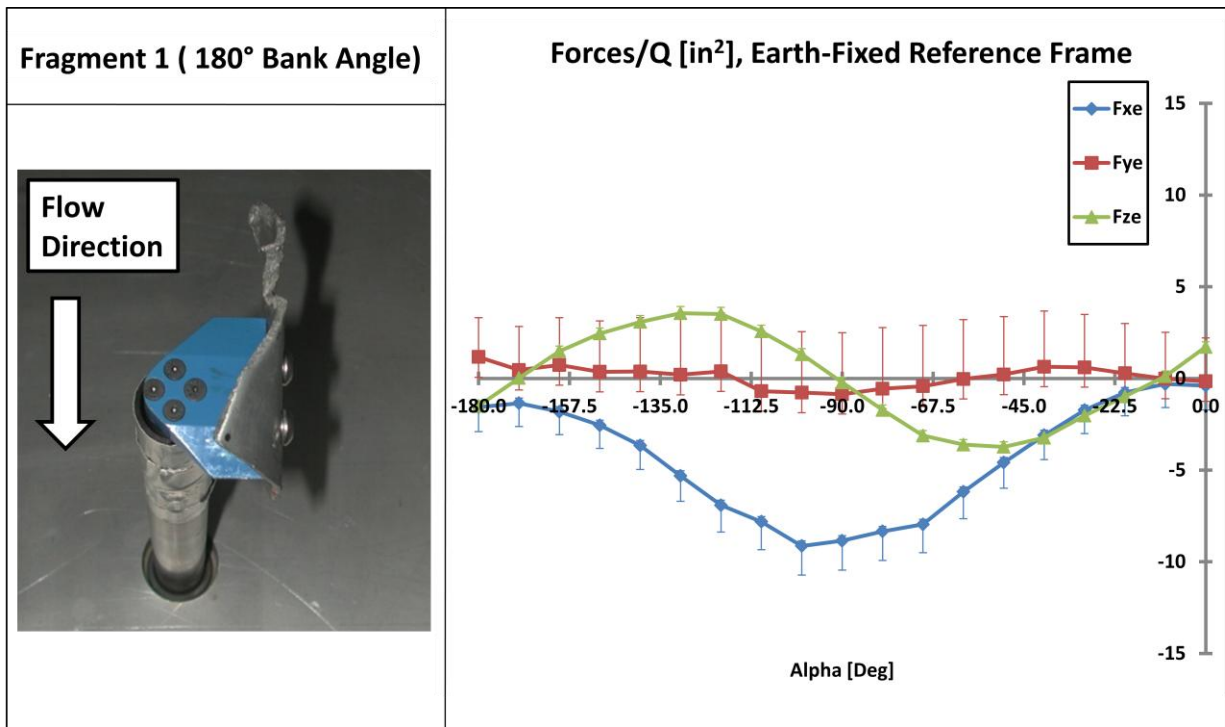 Fragment 1 ( 180° Bank Angle)
Flow
Direction
Forces/Q [in²], Earth-Fixed Reference Frame
Fxe
Fye
Fze
15
10
5
0
-5
-10
-15
-180.0 -157.5 -135.0 -112.5 -90.0 -67.5 -45.0 -22.5 0.0
Alpha [Deg]